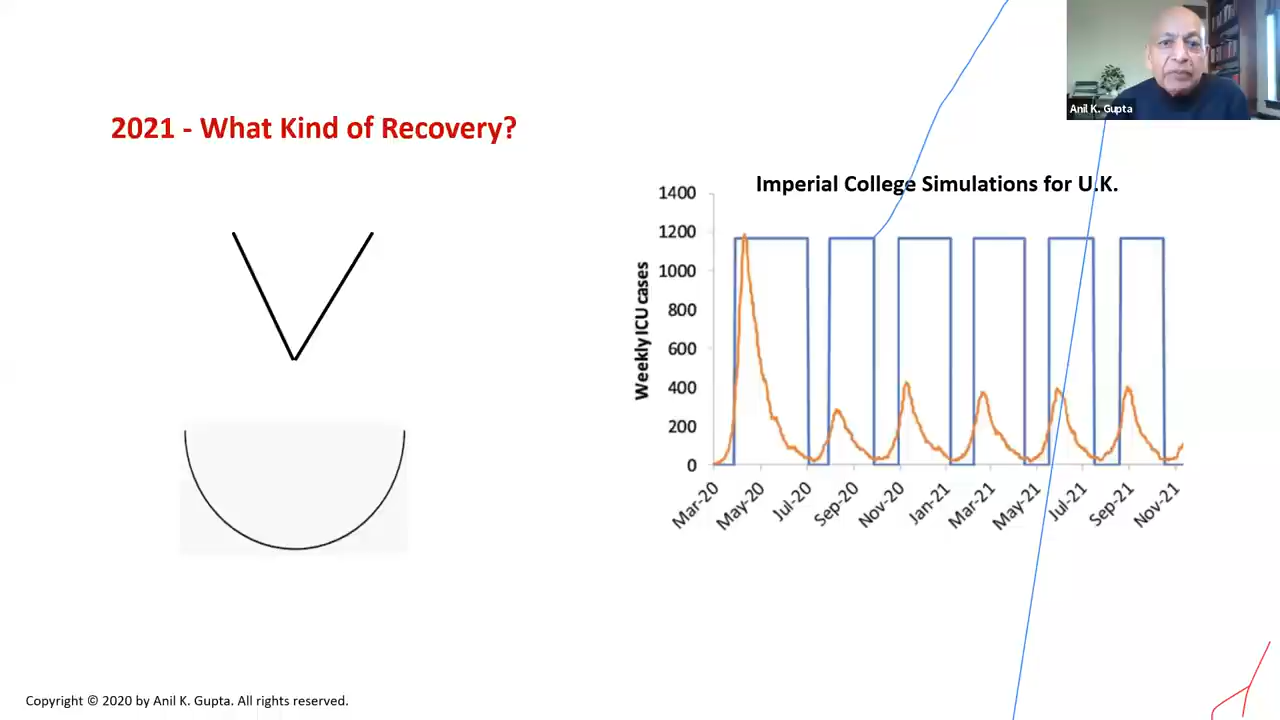 Anil K. Gupta
2021 - What Kind of Recovery?
Imperial College Simulations for U.K.
Weekly ICU cases
1400
1200
1000
800
600
400
200
0
Mar-20
May-20
Jul-20
Sep-20
Nov-20
Jan-21
Mar-21
May-21
Jul-21
Sep-21
Nov-21
Copyright © 2020 by Anil K. Gupta. All rights reserved.